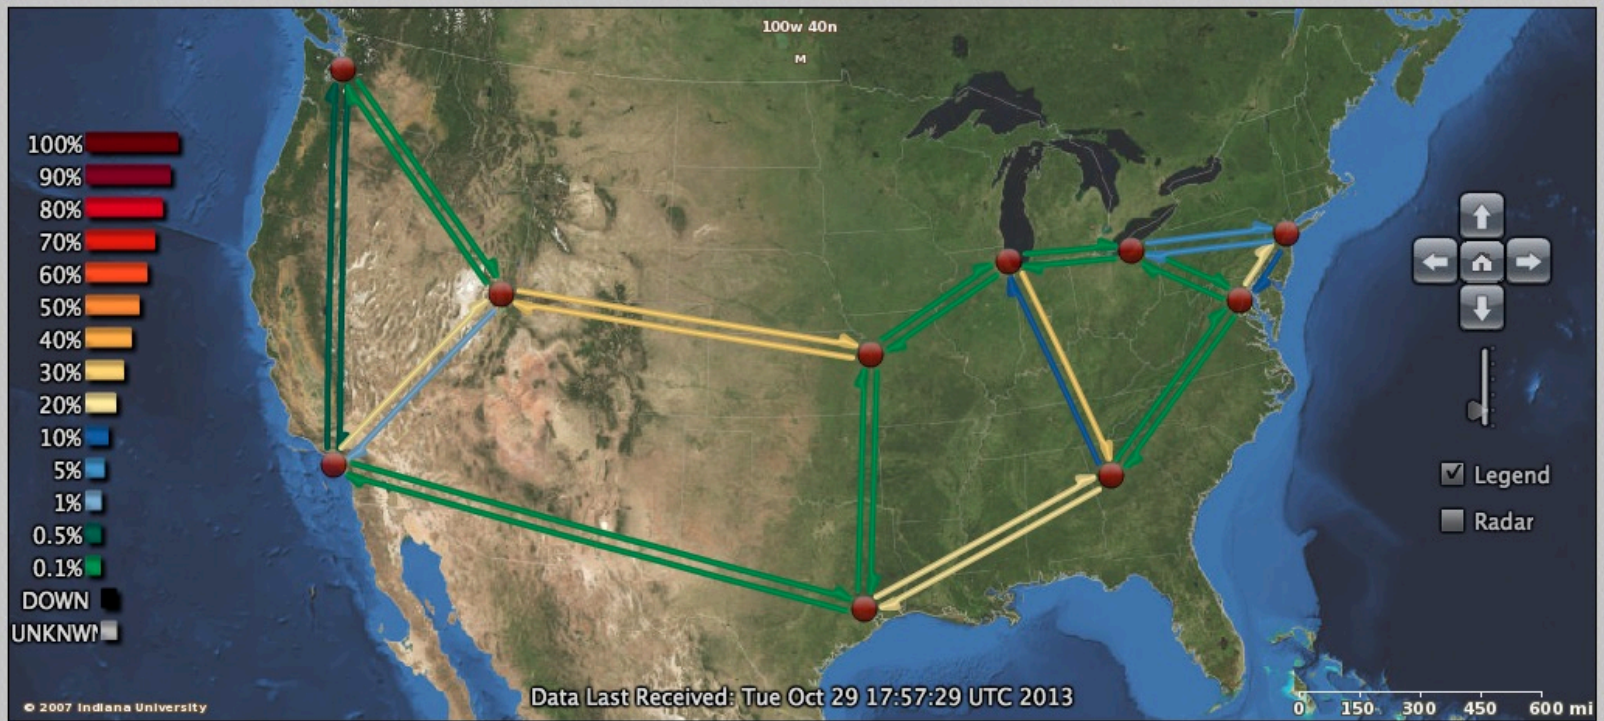 100w 40n
M
100%
90%
80%
70%
60%
50%
40%
30%
20%
10%
5%
1%
0.5%
0.1%
DOWN
UNKNWN
Legend
Radar
Data Last Received: Tue Oct 29 17:57:29 UTC 2013
© 2007 Indiana University
0 150 300 450 600 mi